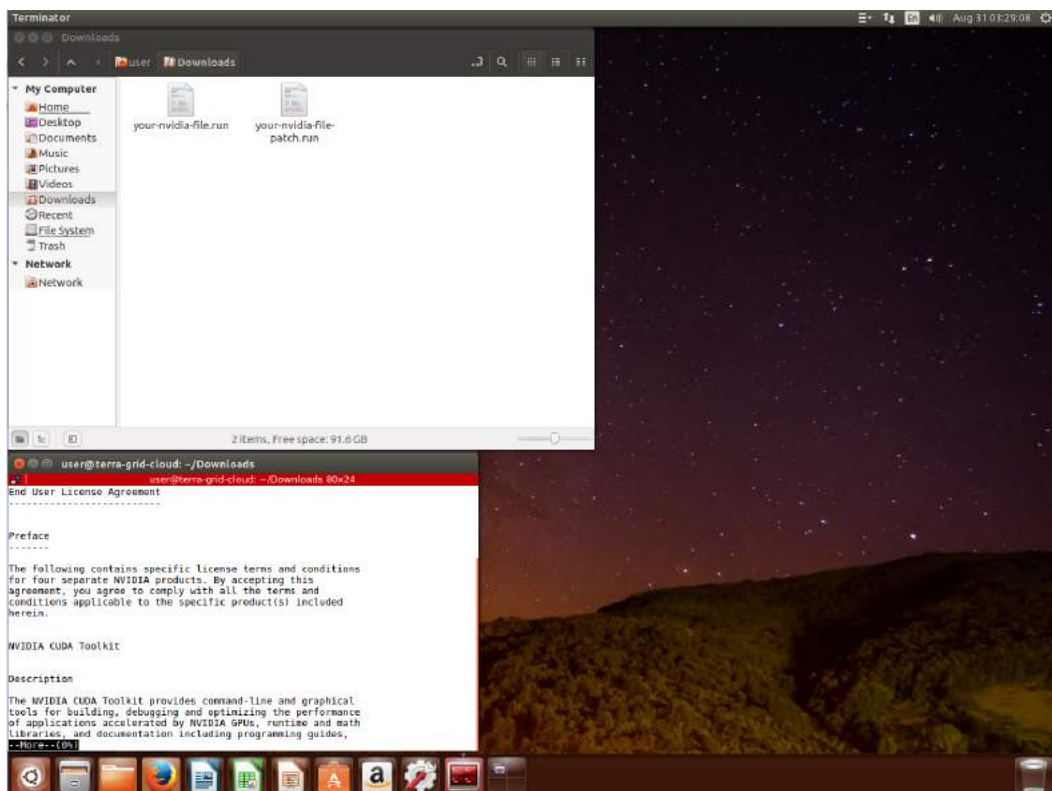 Terminator
En
Aug 31 03:29:08
Downloads
user
Downloads
My Computer
Home
Desktop
Documents
Music
Pictures
Videos
Downloads
Recent
File System
Trash
Network
Network
your-nvidia-file.run
your-nvidia-file-
patch.run
2 items, Free space: 91.6 GB
user@terra-grid-cloud: ~/Downloads
user@terra-grid-cloud: ~/Downloads 80x24
End User License Agreement
--------------------------
Preface
-------
The following contains specific license terms and conditions
for four separate NVIDIA products. By accepting this
agreement, you agree to comply with all the terms and
conditions applicable to the specific product(s) included
herein.
NVIDIA CUDA Toolkit
Description
The NVIDIA CUDA Toolkit provides command-line and graphical
tools for building, debugging and optimizing the performance
of applications accelerated by NVIDIA GPUs, runtime and math
libraries, and documentation including programming guides,
--More--(0%)
A
a